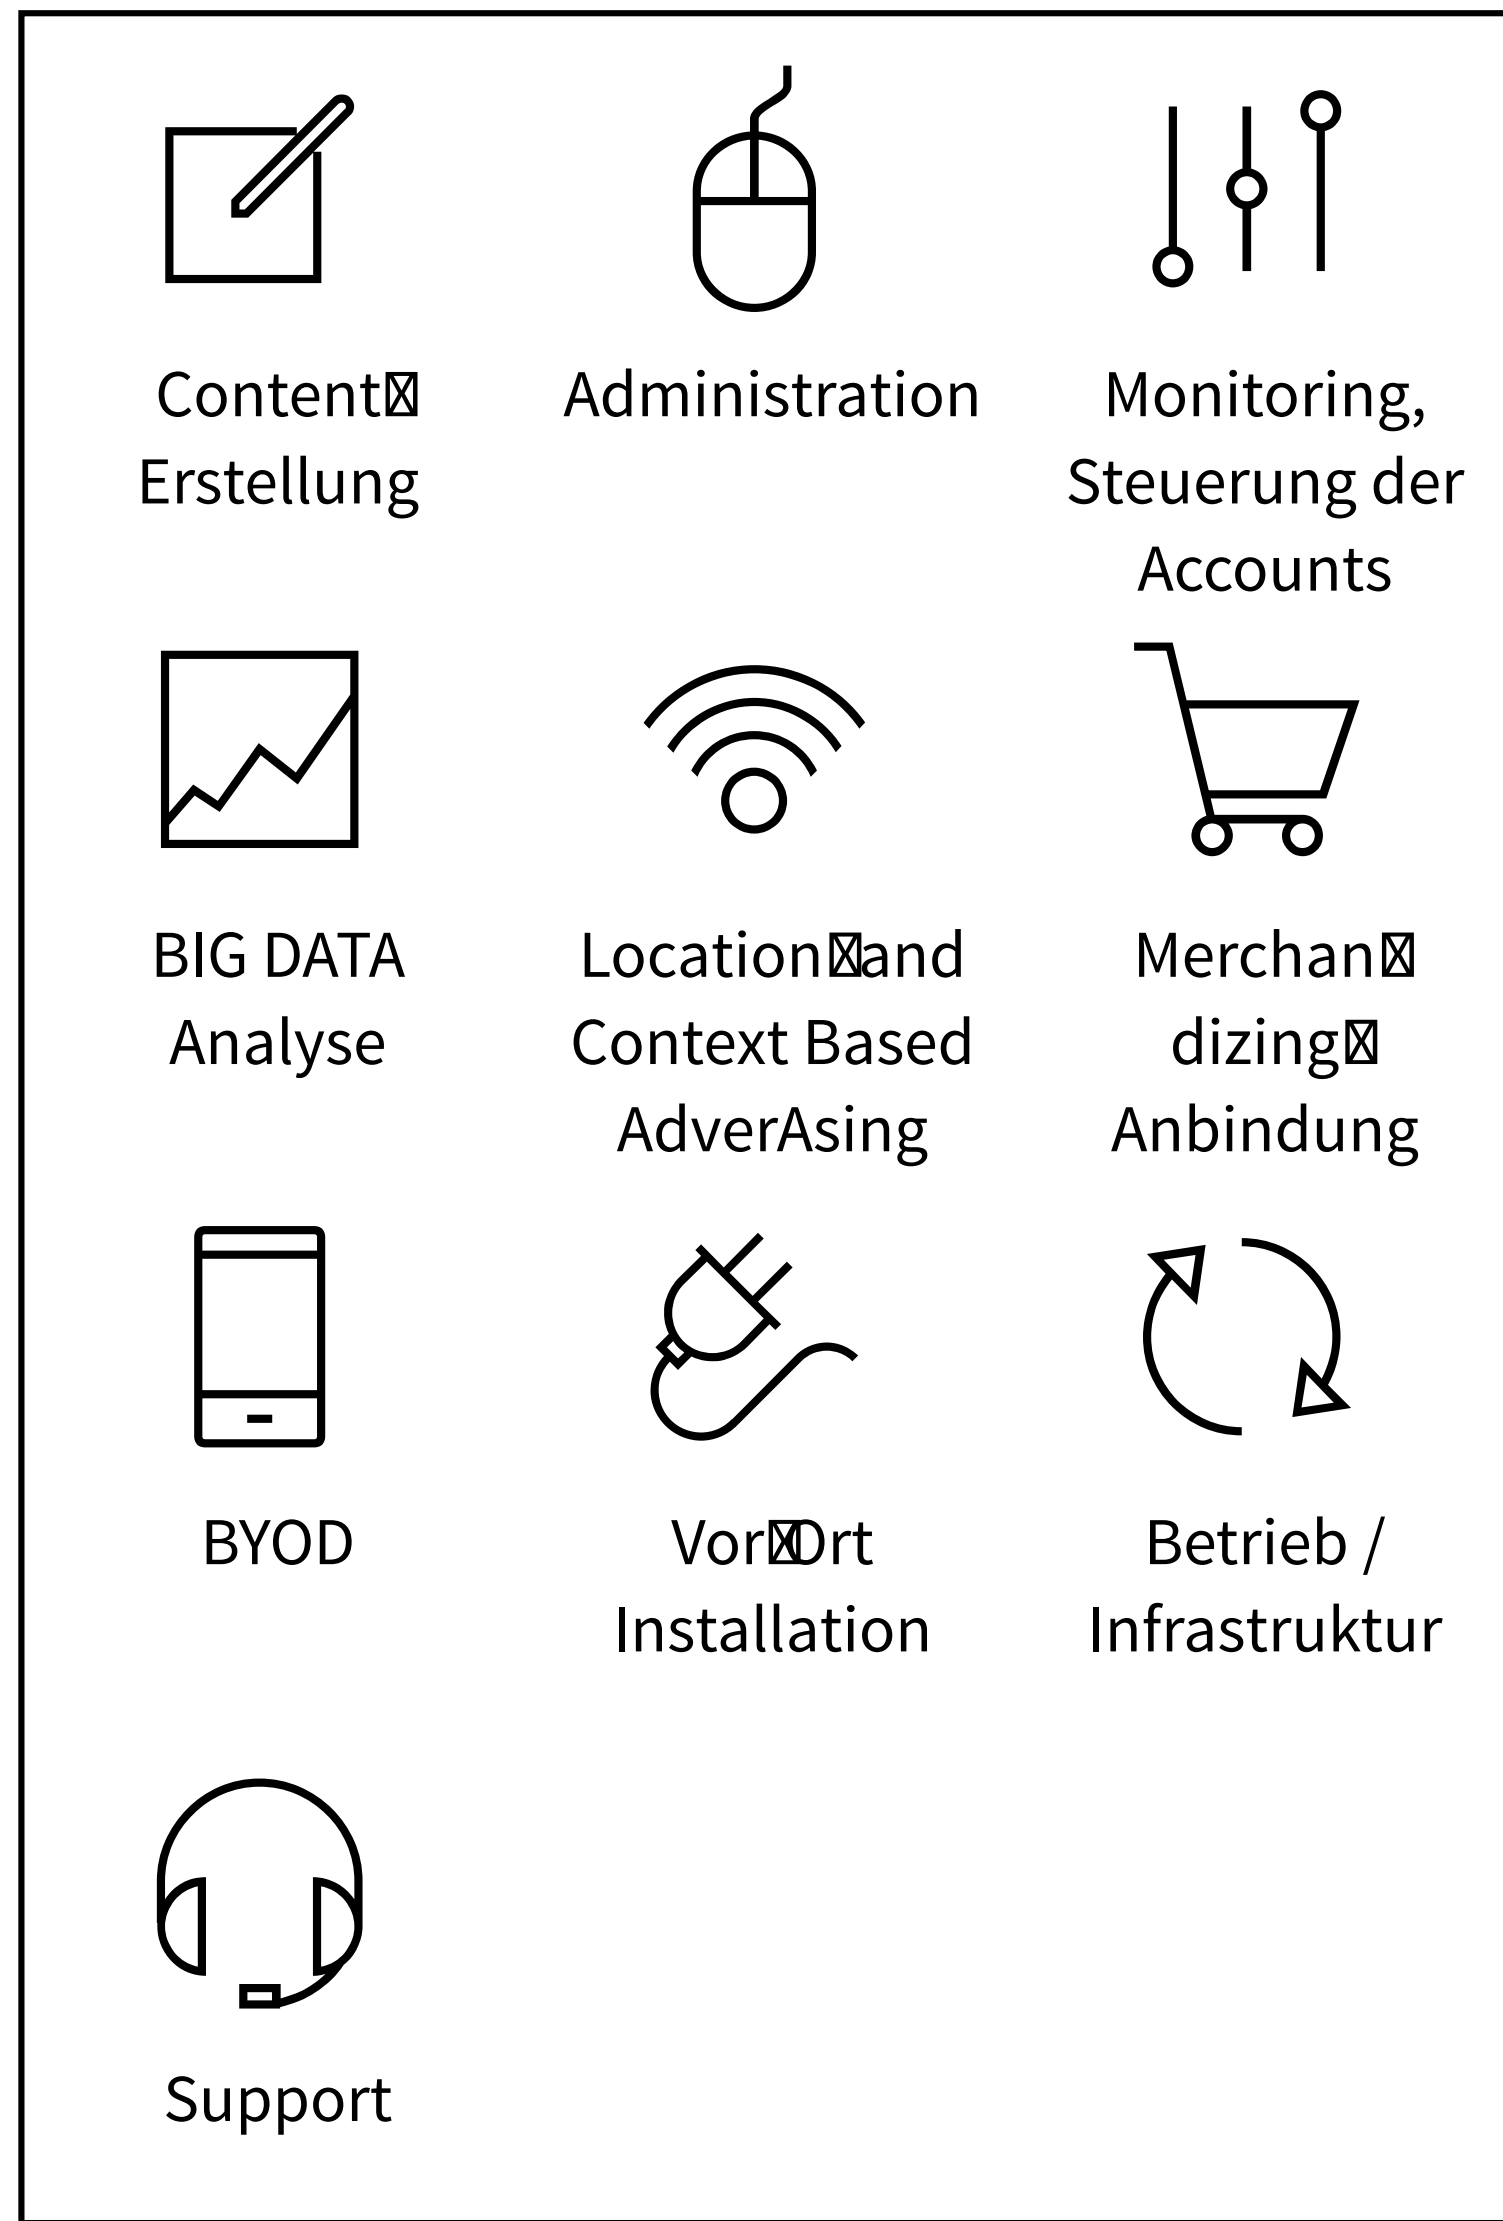 Content�
Erstellung
Administration
Monitoring,
Steuerung der
Accounts
BIG DATA
Analyse
Location�and
Context Based
AdverAsing
Merchan�
dizing�
Anbindung
BYOD
Vor�Ort
Installation
Betrieb /
Infrastruktur
Support